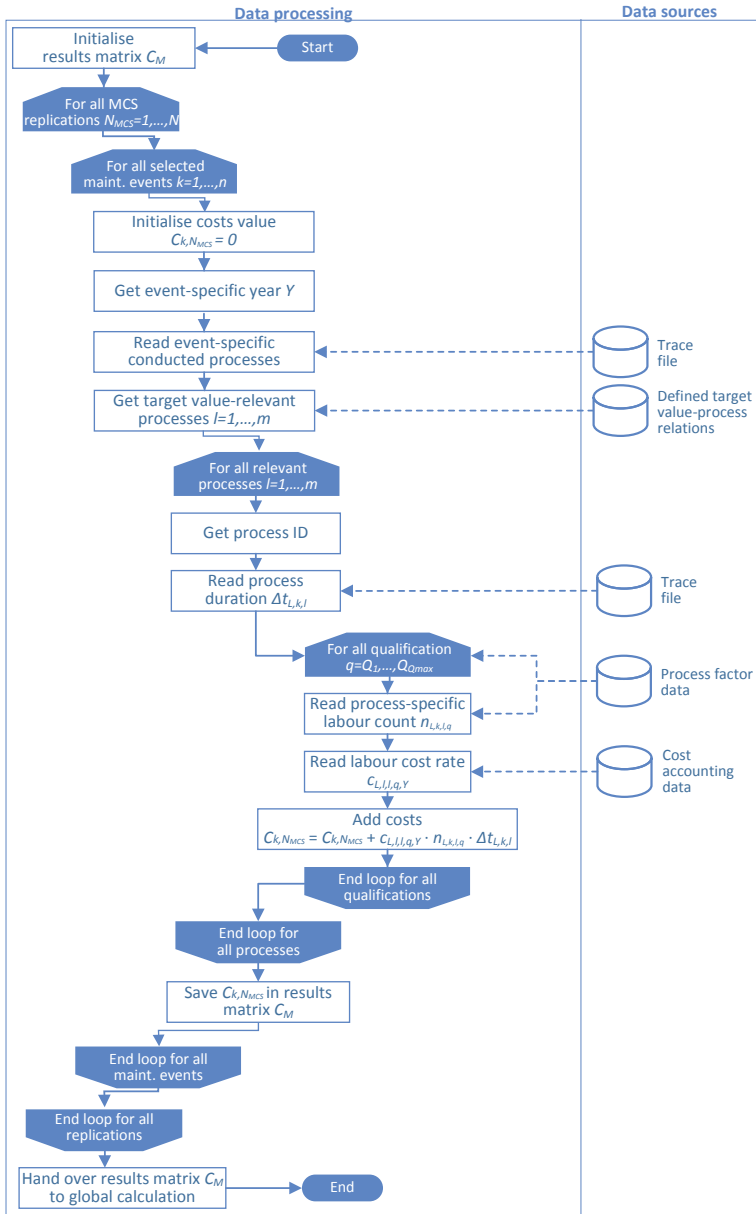 Data processing
Data sources
Initialise
results matrix C_M
Start
For all MCS
replications N_MCS=1,...,N
For all selected
maint. events k=1,...,n
Initialise costs value
C_k,N_MCS = 0
Get event-specific year Y
Read event-specific
conducted processes
Trace
file
Get target value-relevant
processes l=1,...,m
Defined target
value-process
relations
For all relevant
processes l=1,...,m
Get process ID
Read process
duration Δt_L,k,l
Trace
file
For all qualification
q=Q_1,...,Q_Qmax
Process factor
data
Read process-specific
labour count n_L,k,l,q
Read labour cost rate
c_L,l,l,q,Y
Cost
accounting
data
Add costs
C_k,N_MCS = C_k,N_MCS + c_L,l,l,q,Y · n_L,k,l,q · Δt_L,k,l
End loop for all
qualifications
End loop for
all processes
Save C_k,N_MCS in results
matrix C_M
End loop for all
maint. events
End loop for all
replications
Hand over results matrix C_M
to global calculation
End